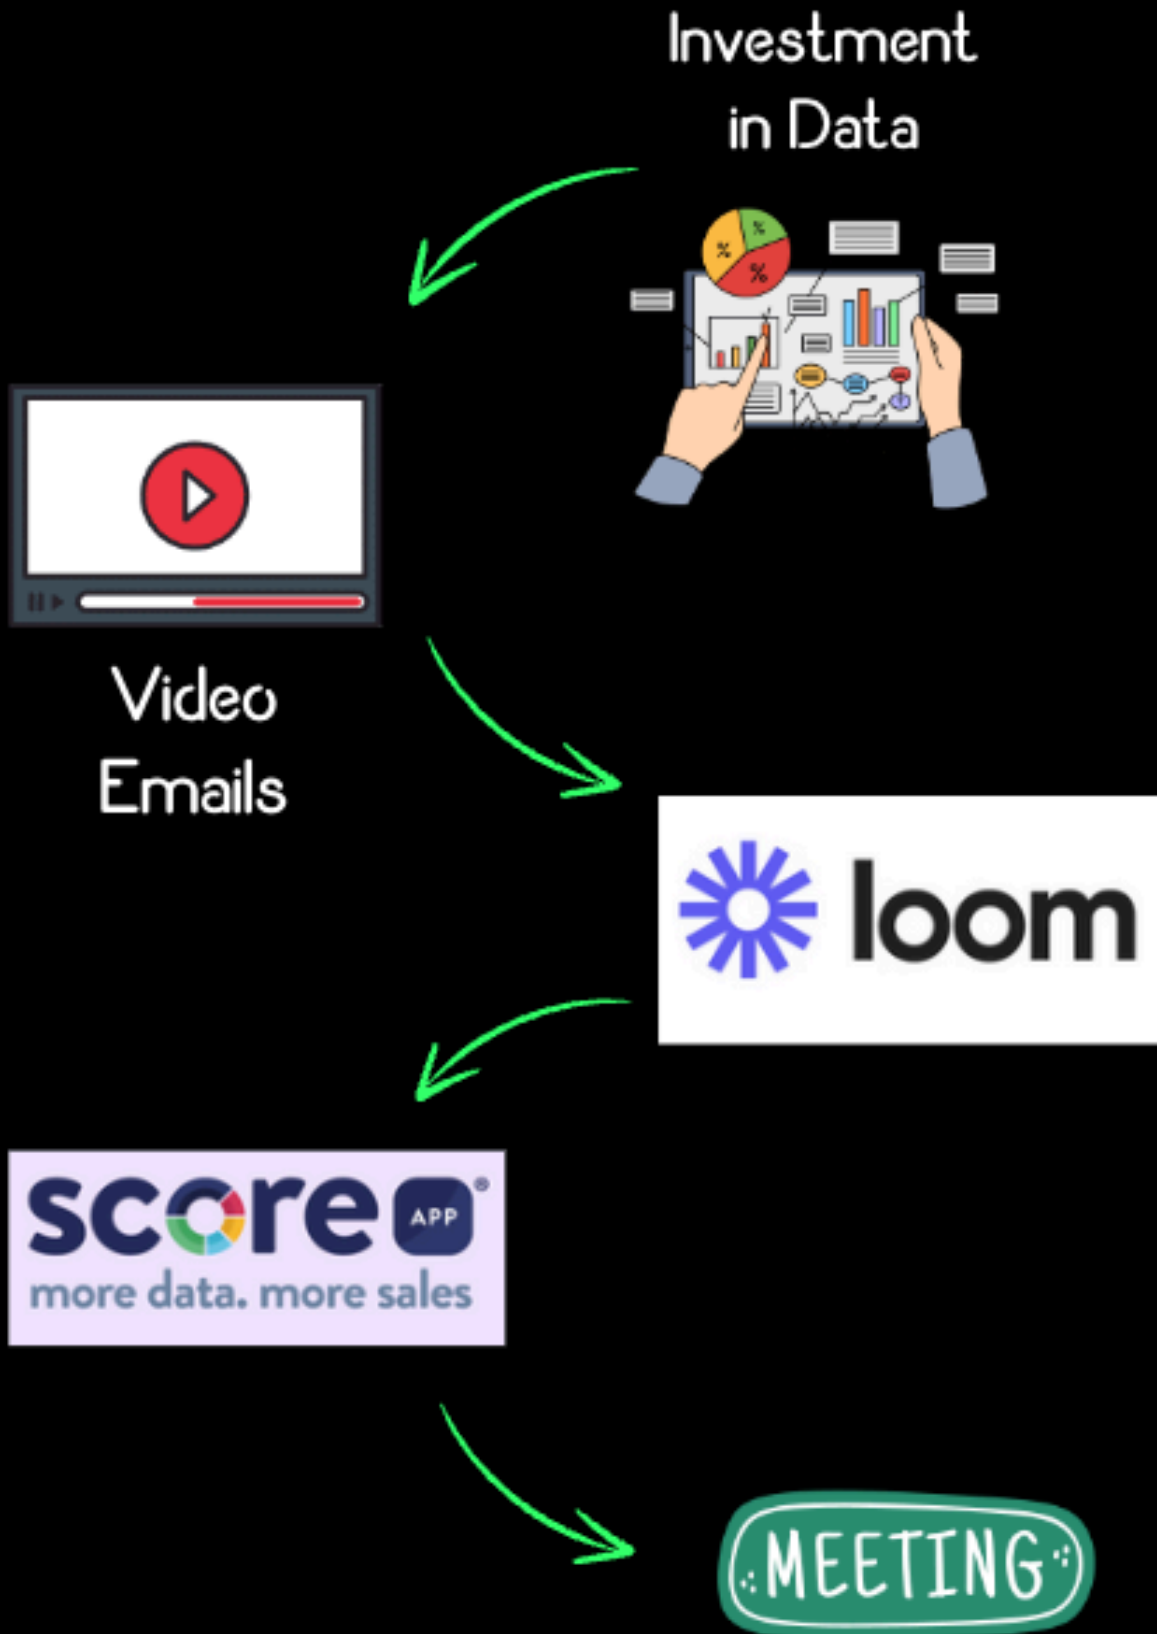 Investment
in Data
% %
%
Video
Emails
loom
score APP®
more data. more sales
MEETING